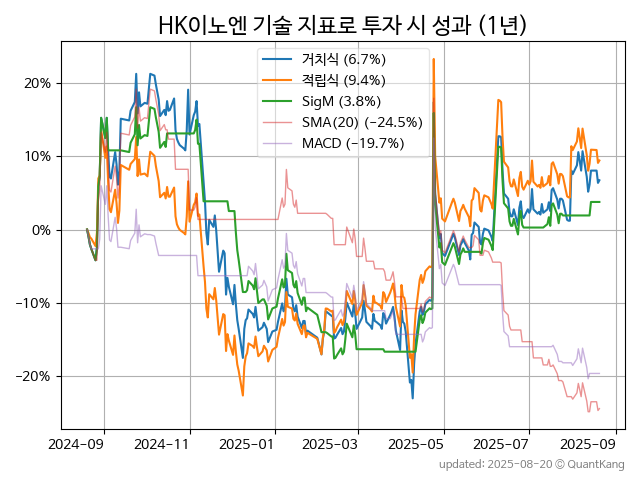 HK이노엔 기술 지표로 투자 시 성과 (1년)
거치식 (6.7%)
적립식 (9.4%)
SigM (3.8%)
SMA(20) (−24.5%)
MACD (−19.7%)
20%
10%
0%
−10%
−20%
2024-09 2024-11 2025-01 2025-03 2025-05 2025-07 2025-09
updated: 2025-08-20 © QuantKang